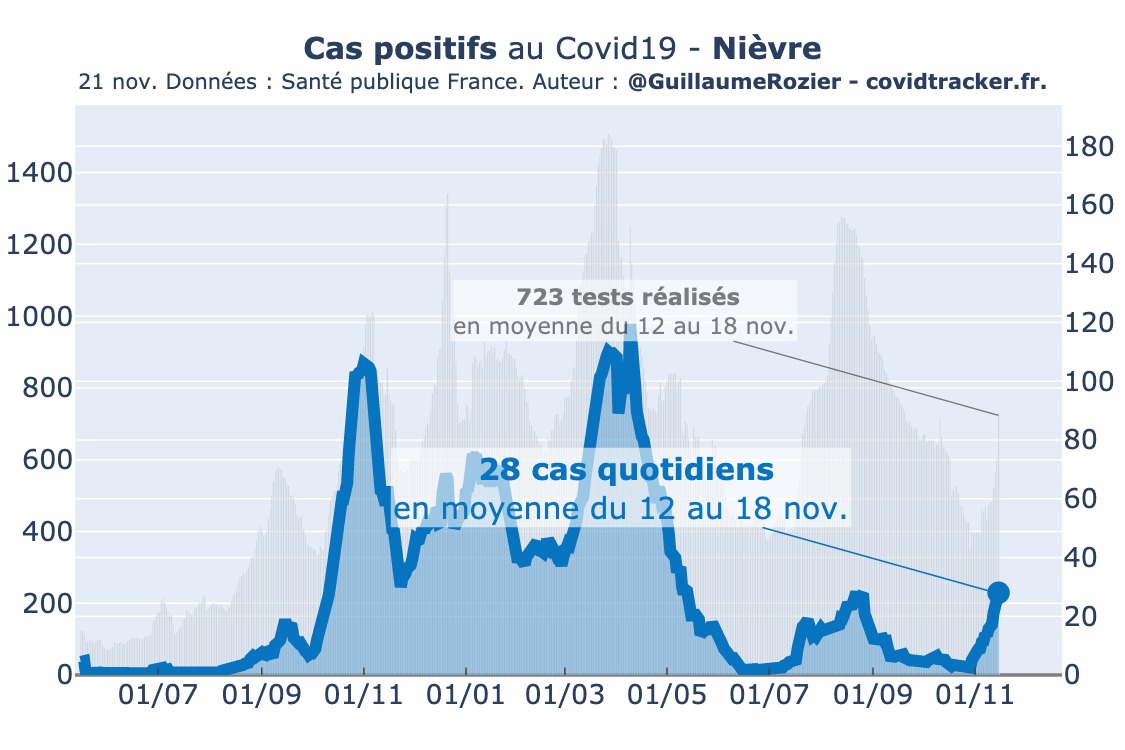 Cas positifs au Covid19 - Nièvre
21 nov. Données : Santé publique France. Auteur : @GuillaumeRozier - covidtracker.fr.
1400
1200
1000
800
600
400
200
0
180
160
140
120
100
80
60
40
20
0
723 tests réalisés
en moyenne du 12 au 18 nov.
28 cas quotidiens
en moyenne du 12 au 18 nov.
01/07 01/09 01/11 01/01 01/03 01/05 01/07 01/09 01/11